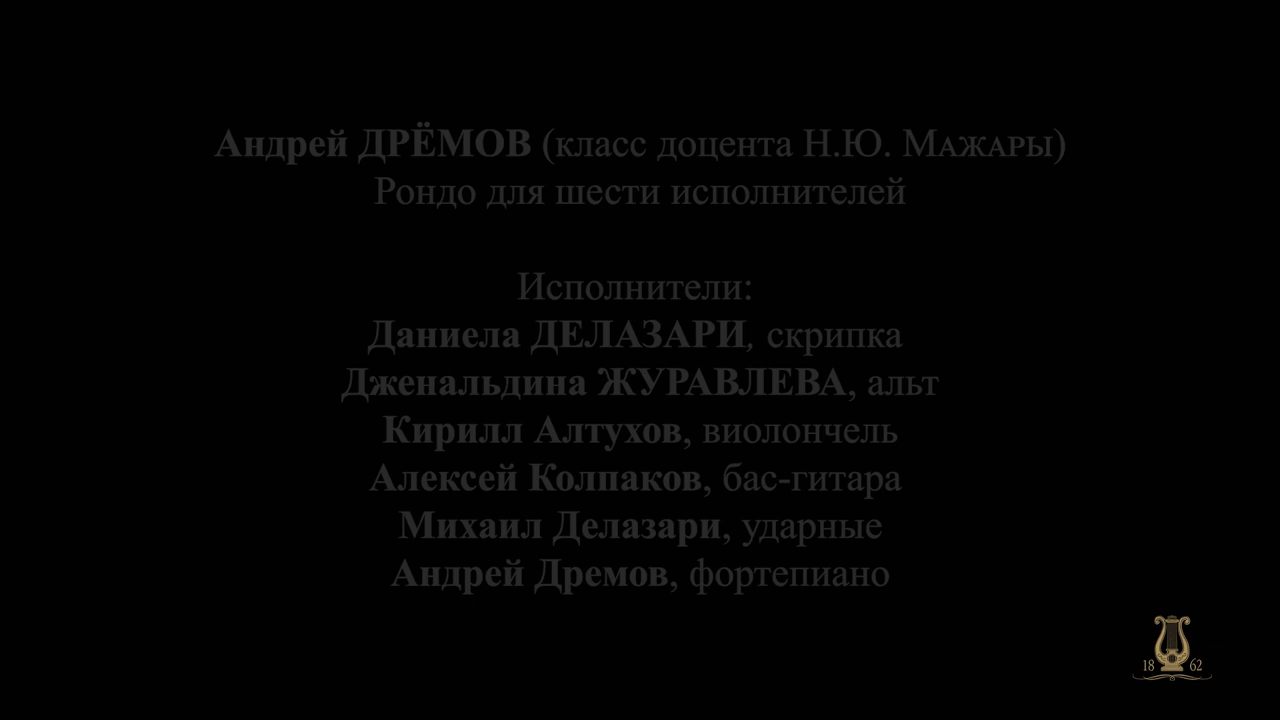 Андрей ДРЁМОВ (класс доцента Н.Ю. МАЖАРЫ)
Рондо для шести исполнителей
Исполнители:
Даниела ДЕЛАЗАРИ, скрипка
Дженальдина ЖУРАВЛЕВА, альт
Кирилл Алтухов, виолончель
Алексей Колпаков, бас-гитара
Михаил Делазари, ударные
Андрей Дремов, фортепиано
18 62